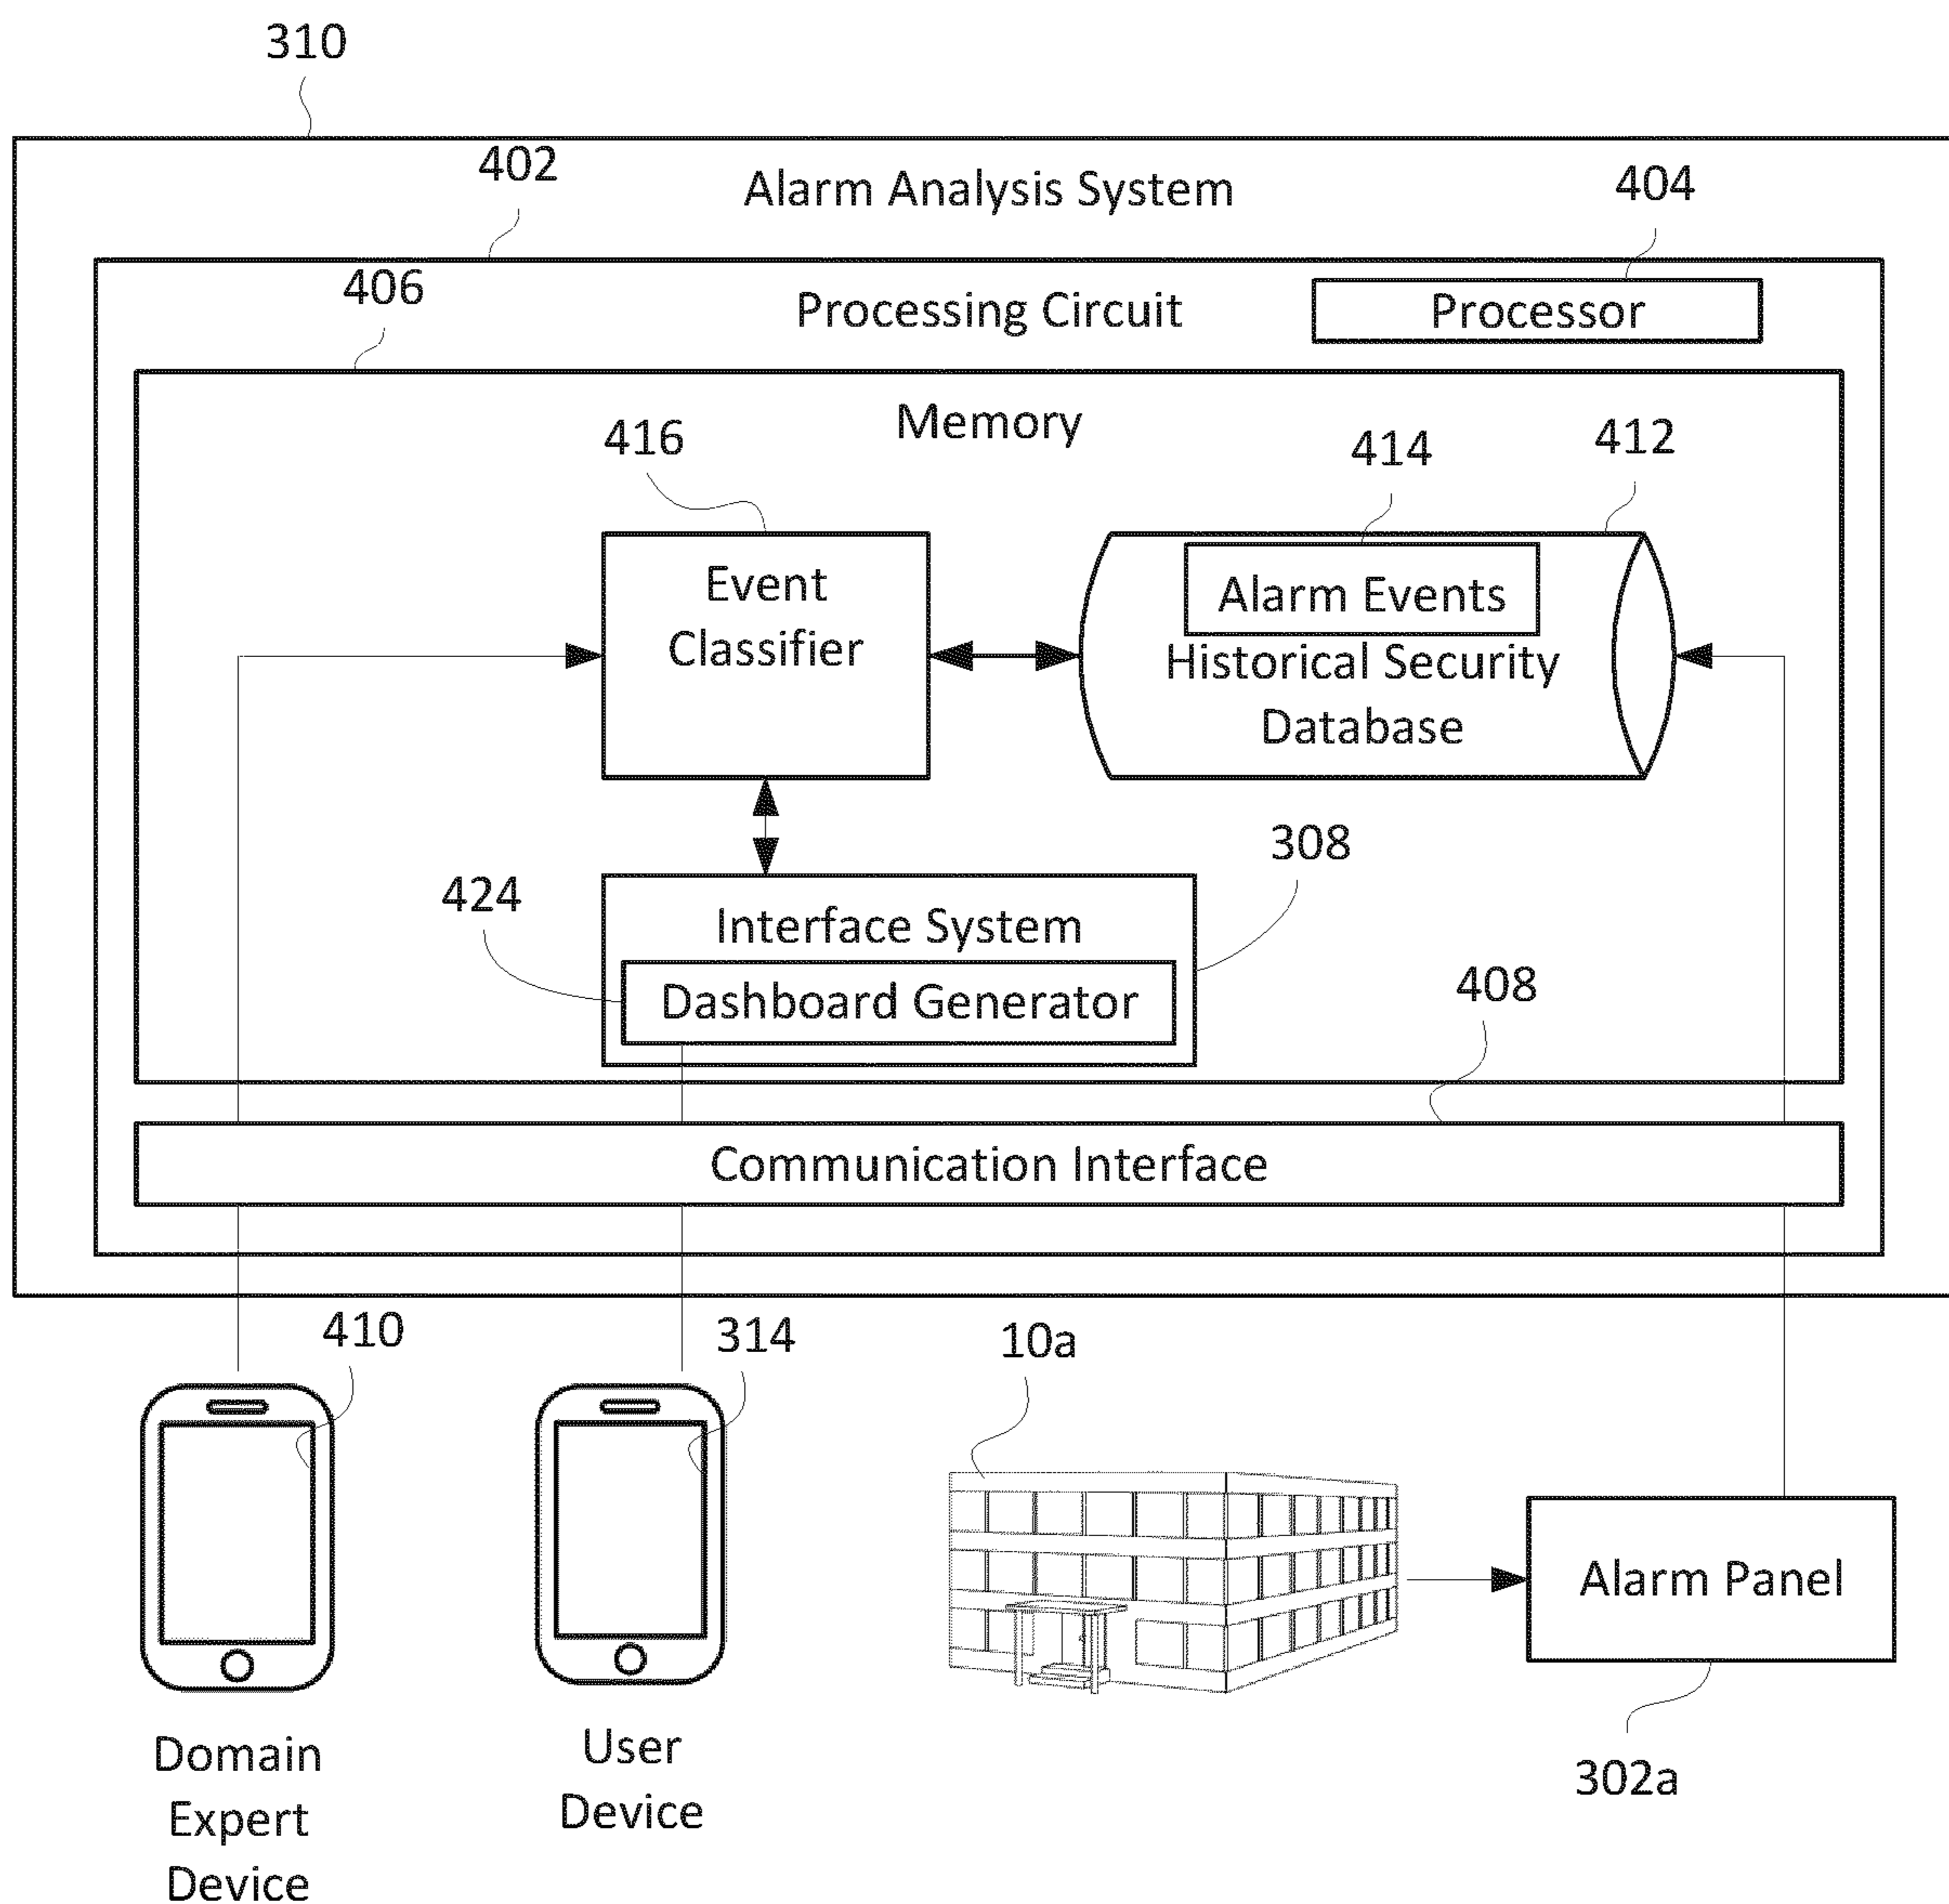 310
402
Alarm Analysis System
404
406
Processing Circuit
Processor
Memory
416
414
412
Event
Classifier
Alarm Events
Historical Security
Database
308
424
Interface System
Dashboard Generator
408
Communication Interface
410
314
10a
Alarm Panel
302a
Domain
Expert
Device
User
Device